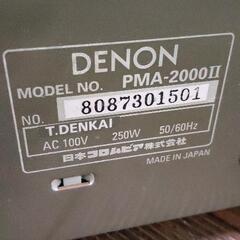 DENON
MODEL NO. PMA-2000II
NO. 8087301501
T.DENKAI
AC 100V 250W 50/60Hz
日本コロムビア株式会社
MADE IN JAPAN